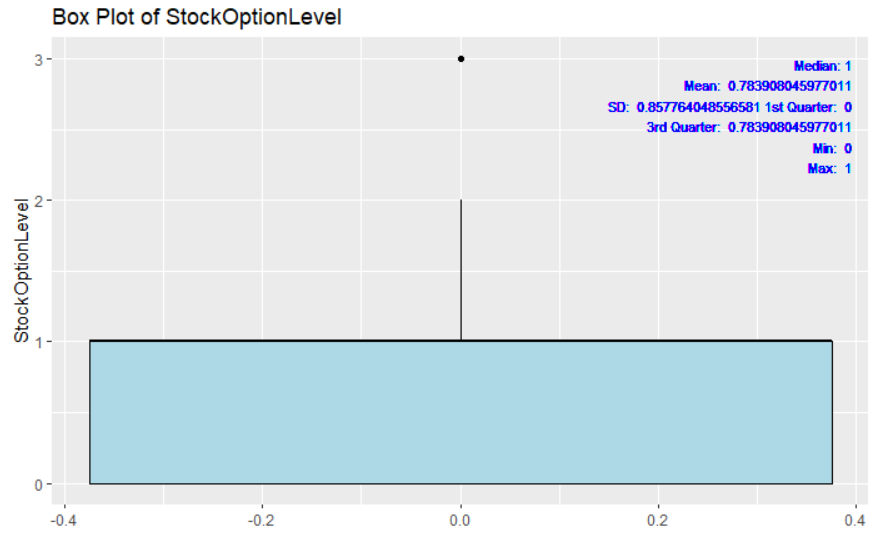 Box Plot of StockOptionLevel
Median: 1
Mean: 0.783908045977011
SD: 0.857764048556581 1st Quarter: 0
3rd Quarter: 0.783908045977011
Min: 0
Max: 1
StockOptionLevel
3
2
1
0
-0.4 -0.2 0.0 0.2 0.4